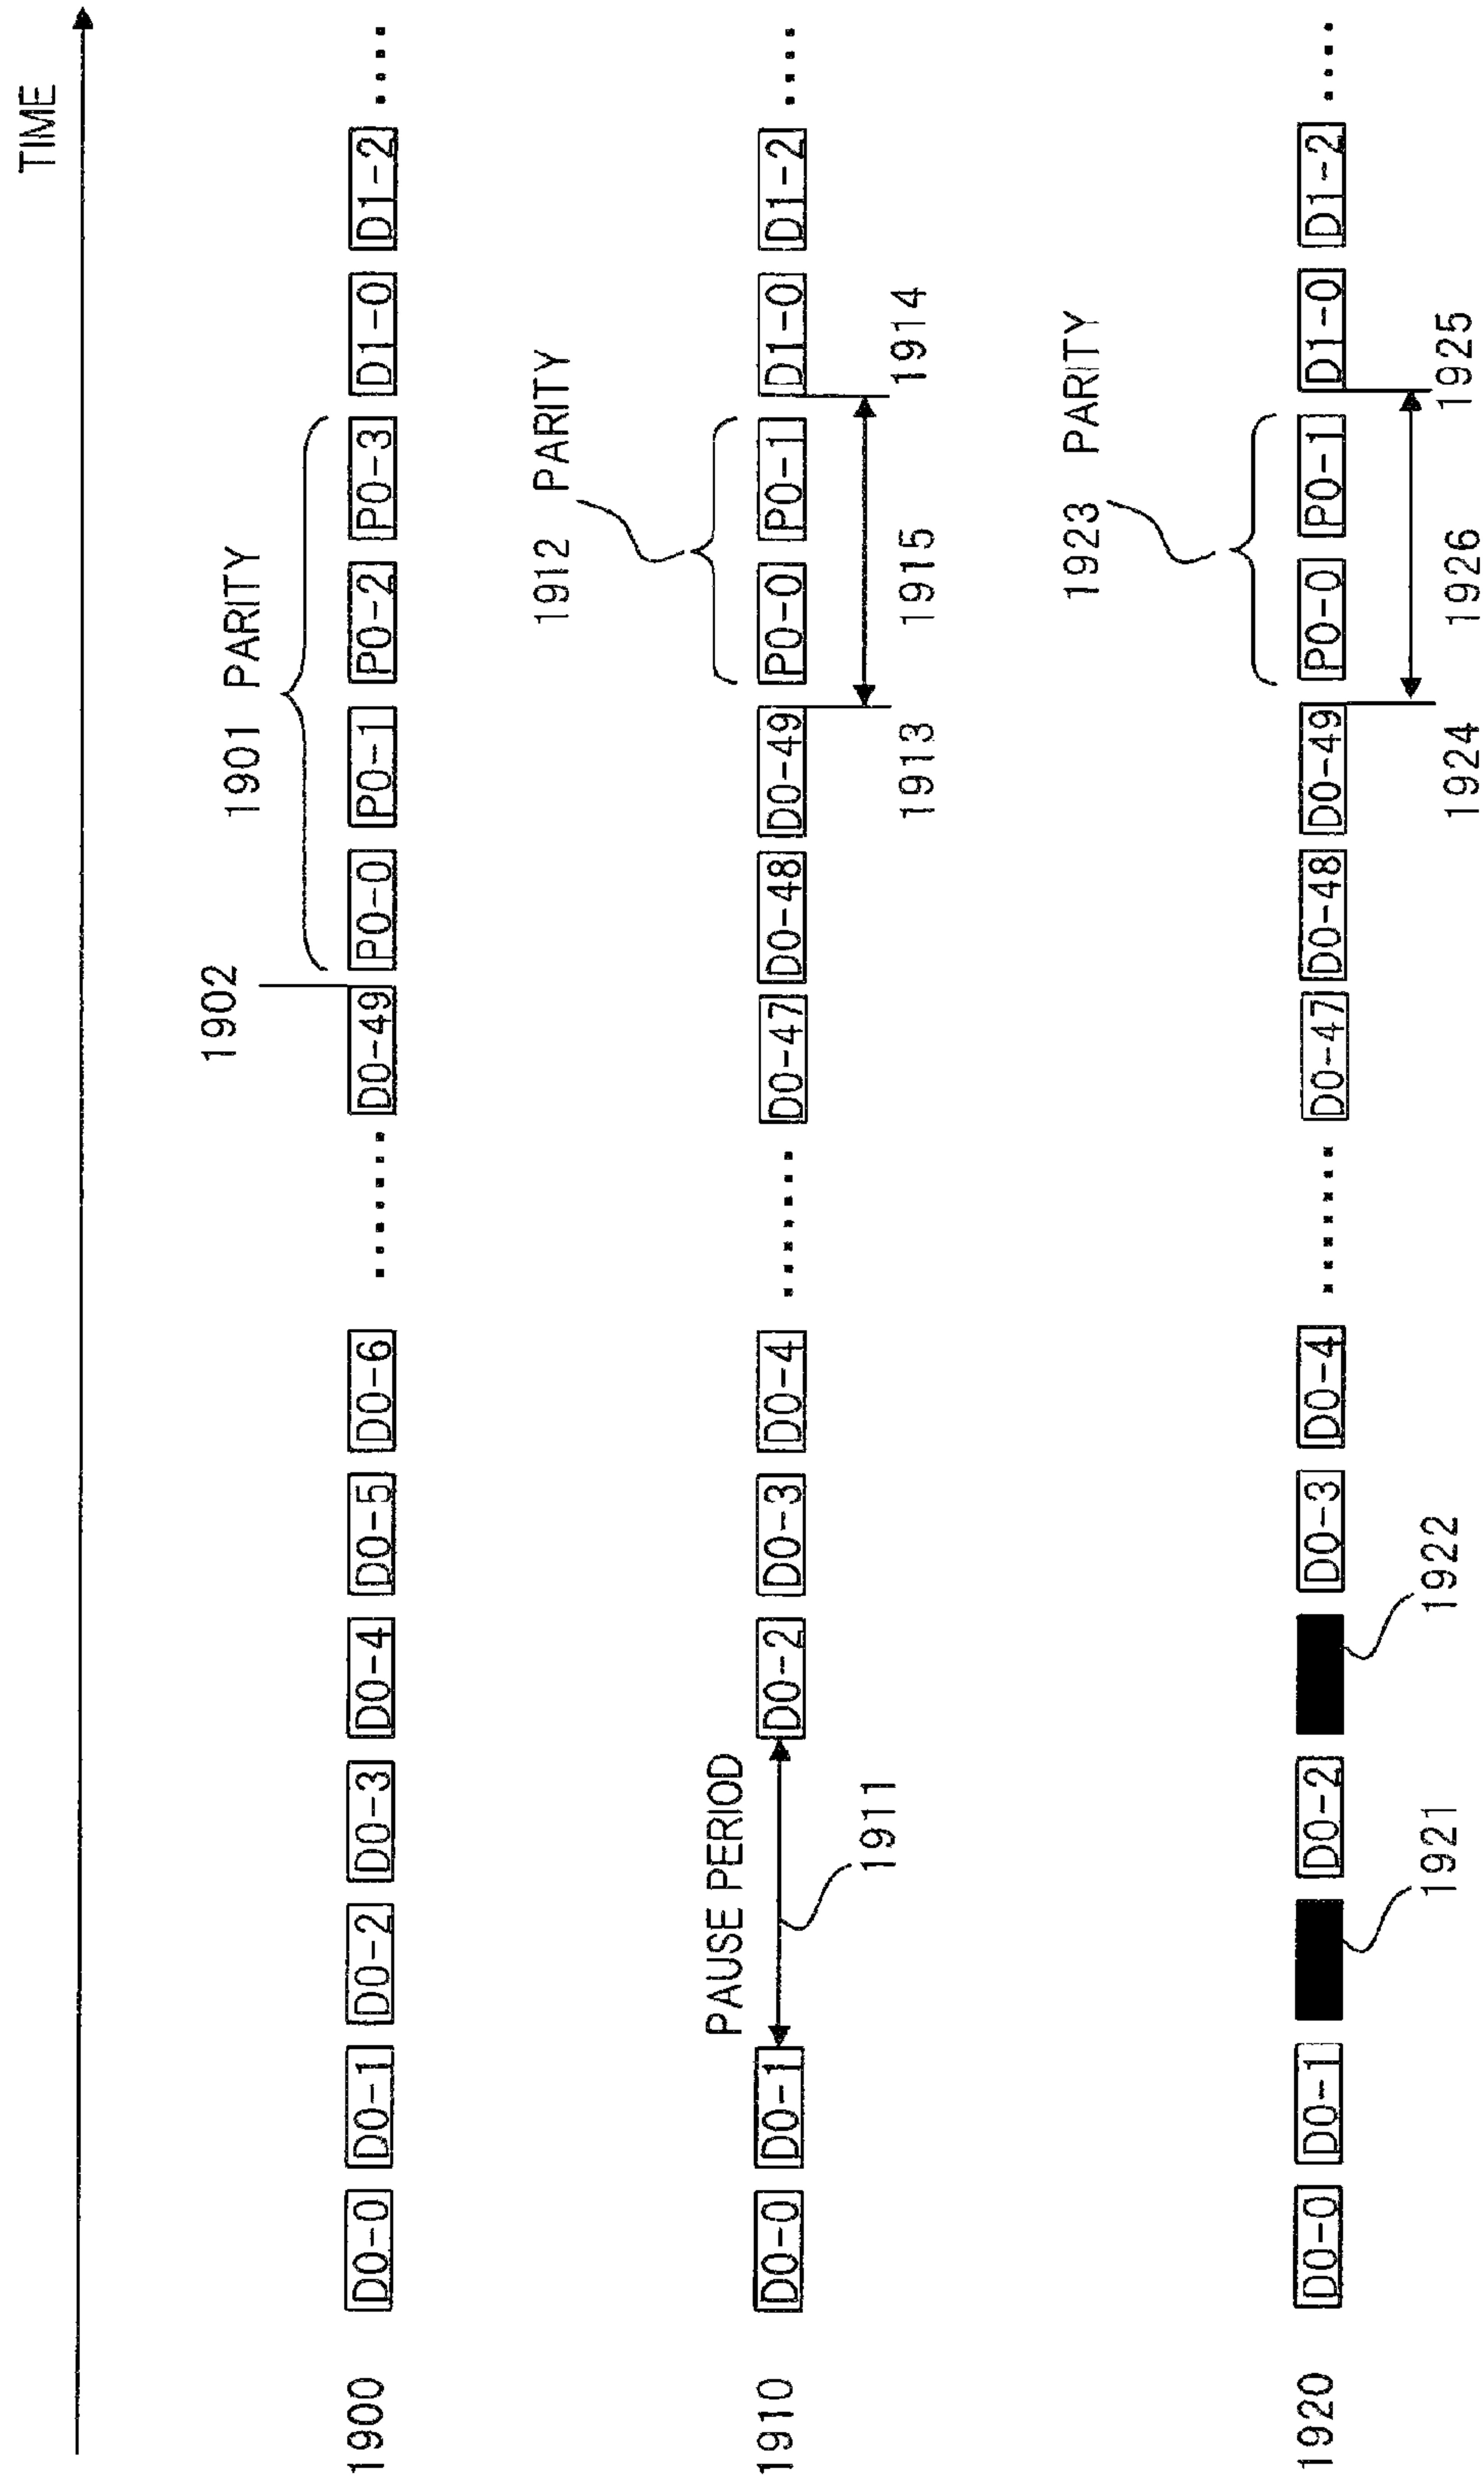 TIME
1901 PARITY
1902
1900 D0-0 D0-1 D0-2 D0-3 D0-4 D0-5 D0-6 ······· D0-49 P0-0 P0-1 P0-2 P0-3 D1-0 D1-2 ····
1912 PARITY
PAUSE PERIOD
1910 D0-0 D0-1 D0-2 D0-3 D0-4 ······· D0-47 D0-48 D0-49 P0-0 P0-1 D1-0 D1-2 ····
1911
1913 1915 1914
1923 PARITY
1920 D0-0 D0-1 D0-2 D0-3 D0-4 ······· D0-47 D0-48 D0-49 P0-0 P0-1 D1-0 D1-2 ····
1921 1922
1924 1926 1925